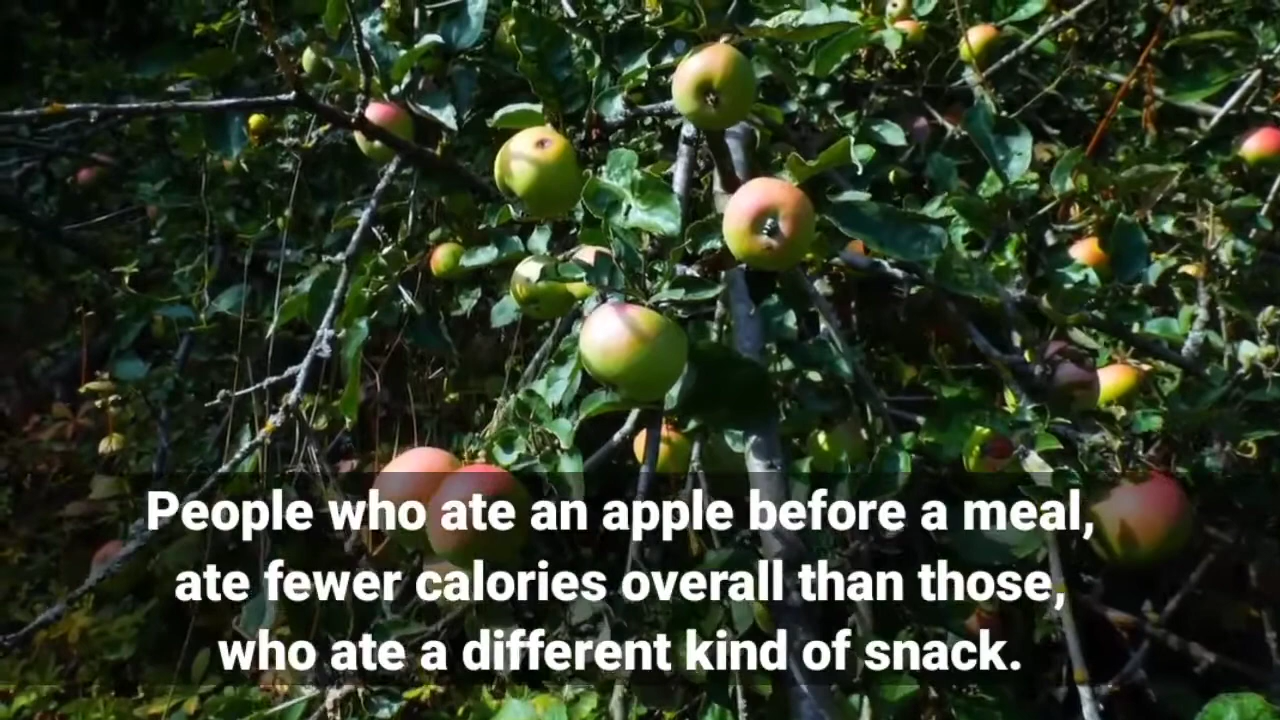 People who ate an apple before a meal,
ate fewer calories overall than those,
who ate a different kind of snack.